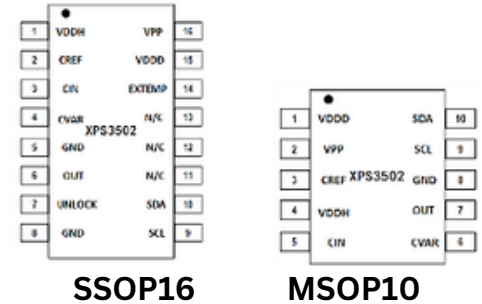 1 VDDH VPP 16
2 CREF VDDD 15
3 CIN EXTEMP 14
4 CVAR N/C 13
XPS3502
5 GND N/C 12
6 OUT N/C 11
7 UNLOCK SDA 10
8 GND SCL 9
SSOP16
1 VDDD SDA 10
2 VPP SCL 9
3 CREF XPS3502 GND 8
4 VDDH OUT 7
5 CIN CVAR 6
MSOP10